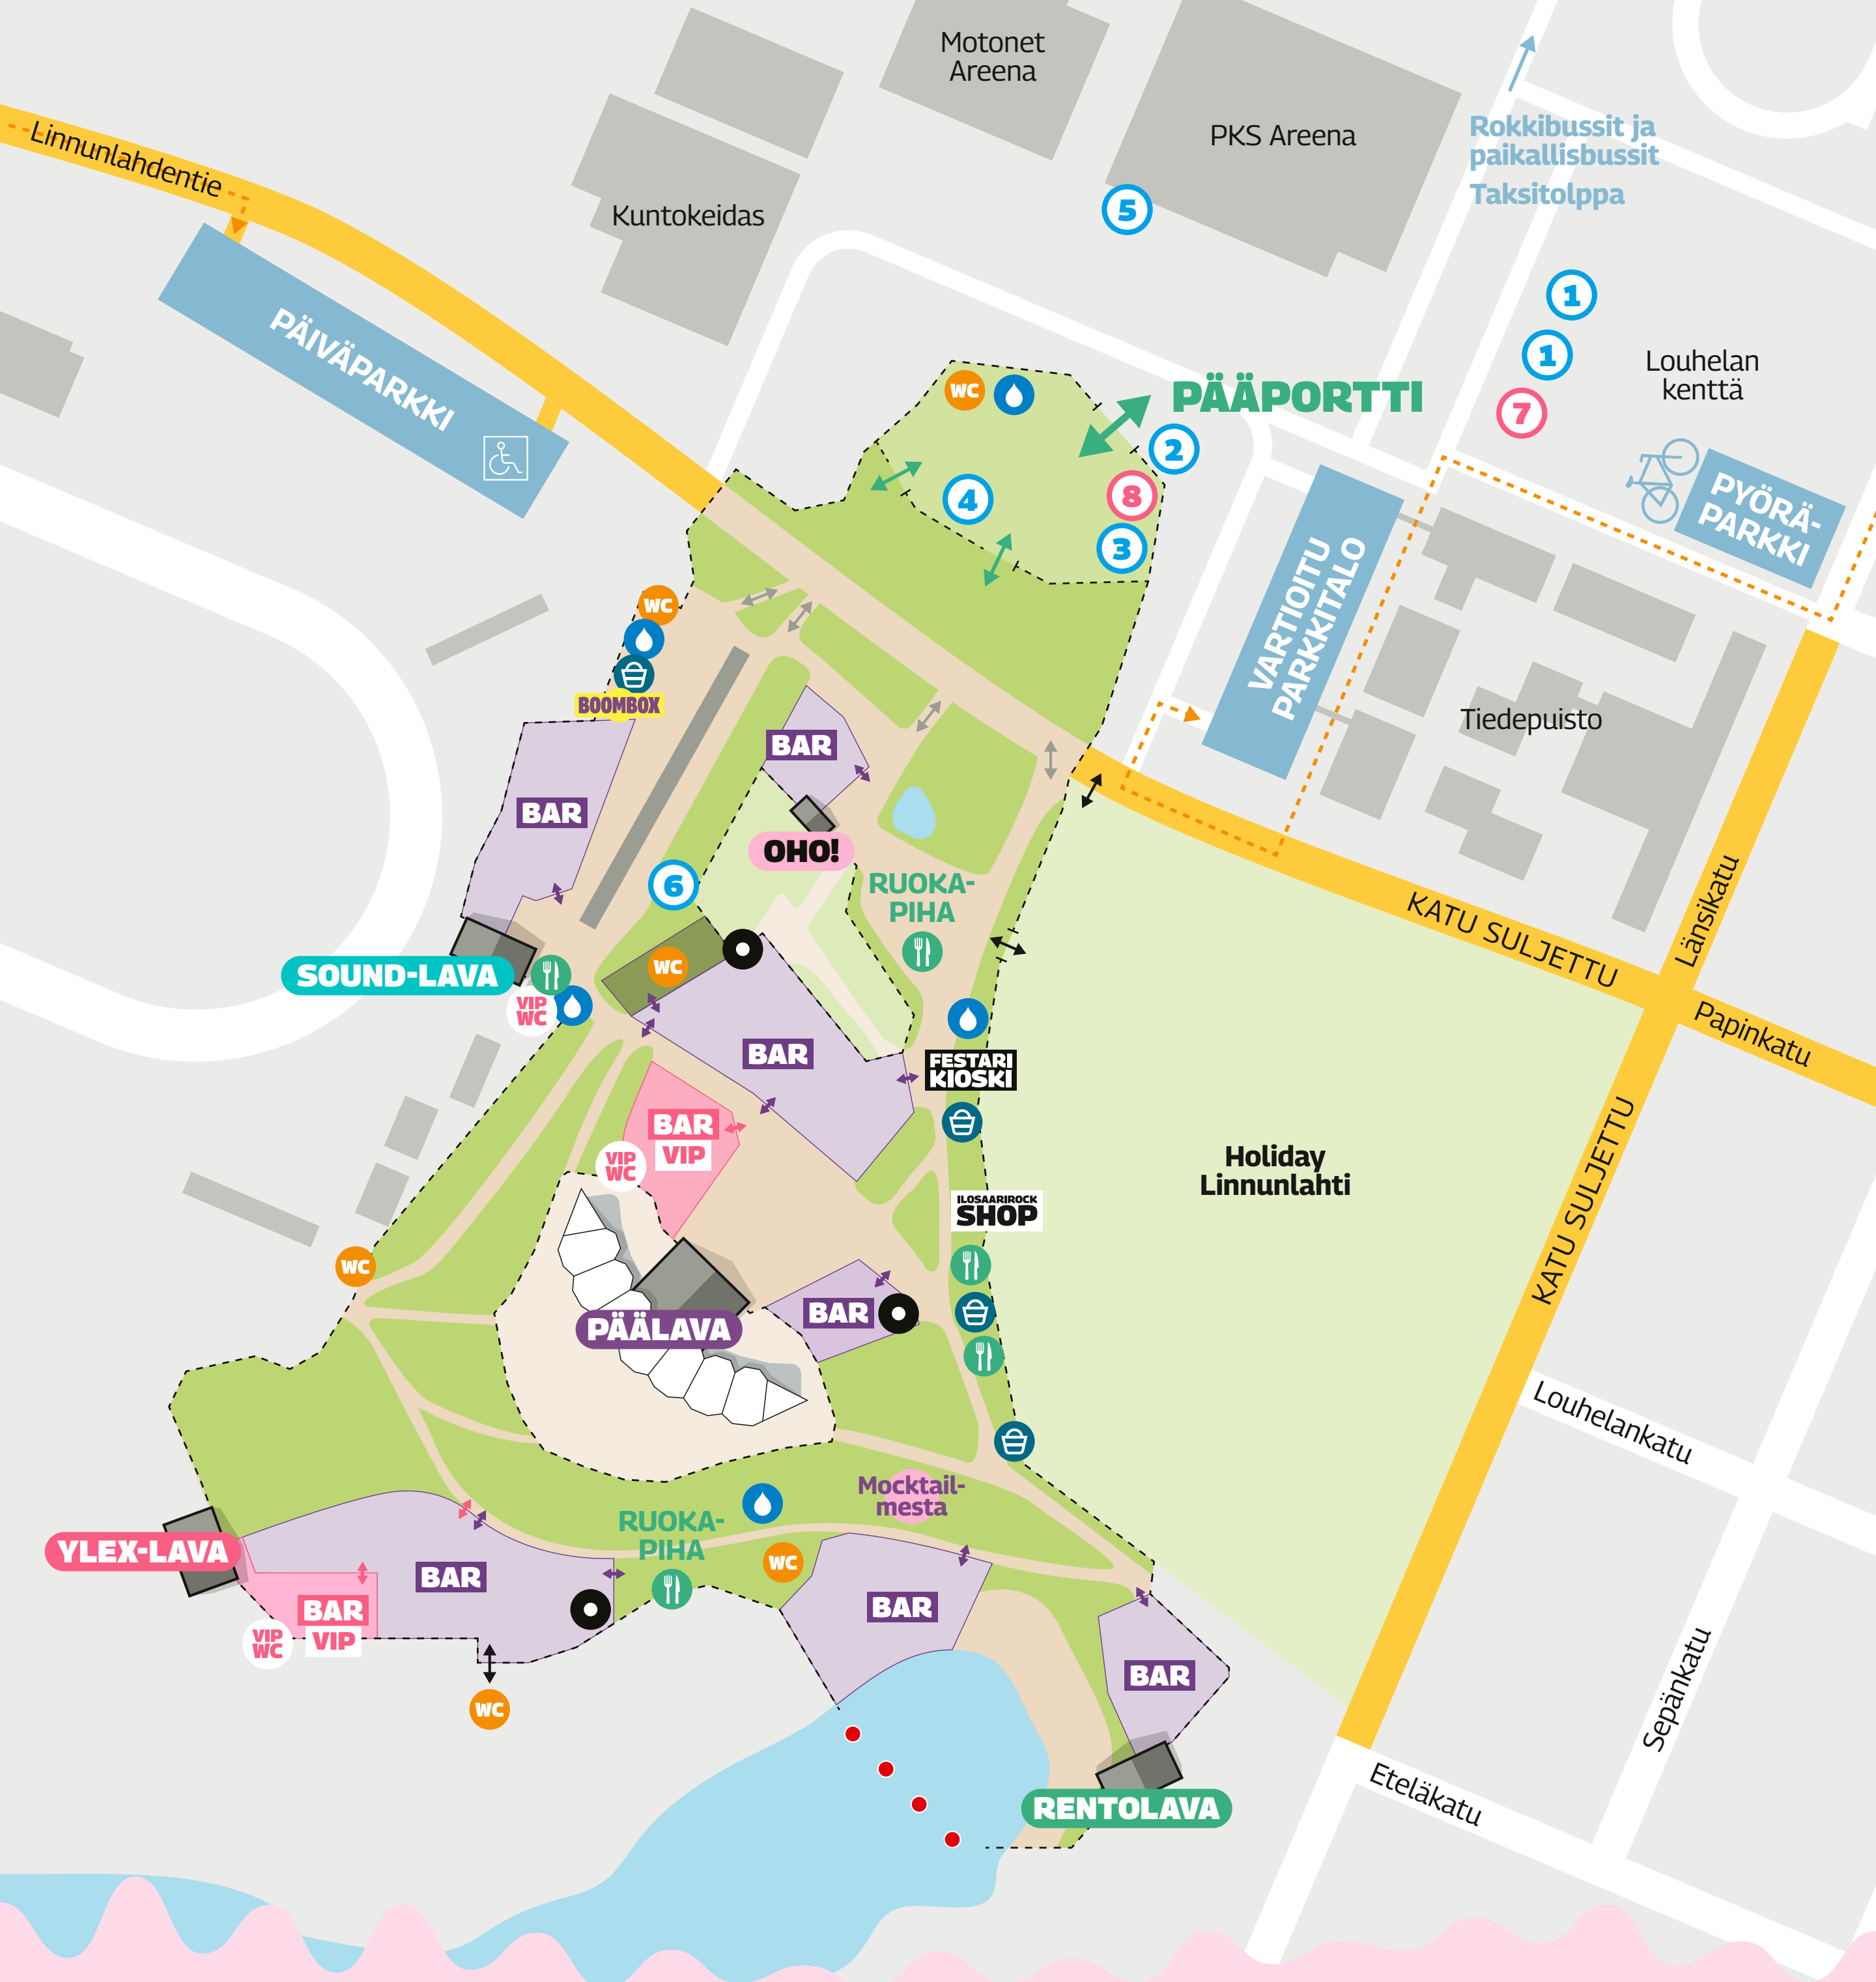 Motonet
Areena
PKS Areena
Rokkibussit ja
paikallisbussit
Taksitolppa
Linnunlahdentie
Kuntokeidas
5
1
1
7
Louhelan
kenttä
PÄIVÄPARKKI
WC
PÄÄPORTTI
2
8
4
3
PYÖRÄ-
PARKKI
VARTIOITU
PARKKITALO
Tiedepuisto
WC
BOOMBOX
BAR
BAR
OHO!
6
RUOKA-
PIHA
KATU SULJETTU
Länsikatu
Papinkatu
SOUND-LAVA
WC
VIP
WC
BAR
FESTARI
KIOSKI
BAR
VIP
VIP
WC
Holiday
Linnunlahti
KATU SULJETTU
ILOSAARIROCK
SHOP
WC
PÄÄLAVA
BAR
Louhelankatu
Mocktail-
mesta
RUOKA-
PIHA
YLEX-LAVA
BAR
WC
BAR
BAR
VIP
VIP
WC
WC
BAR
Sepänkatu
RENTOLAVA
Eteläkatu